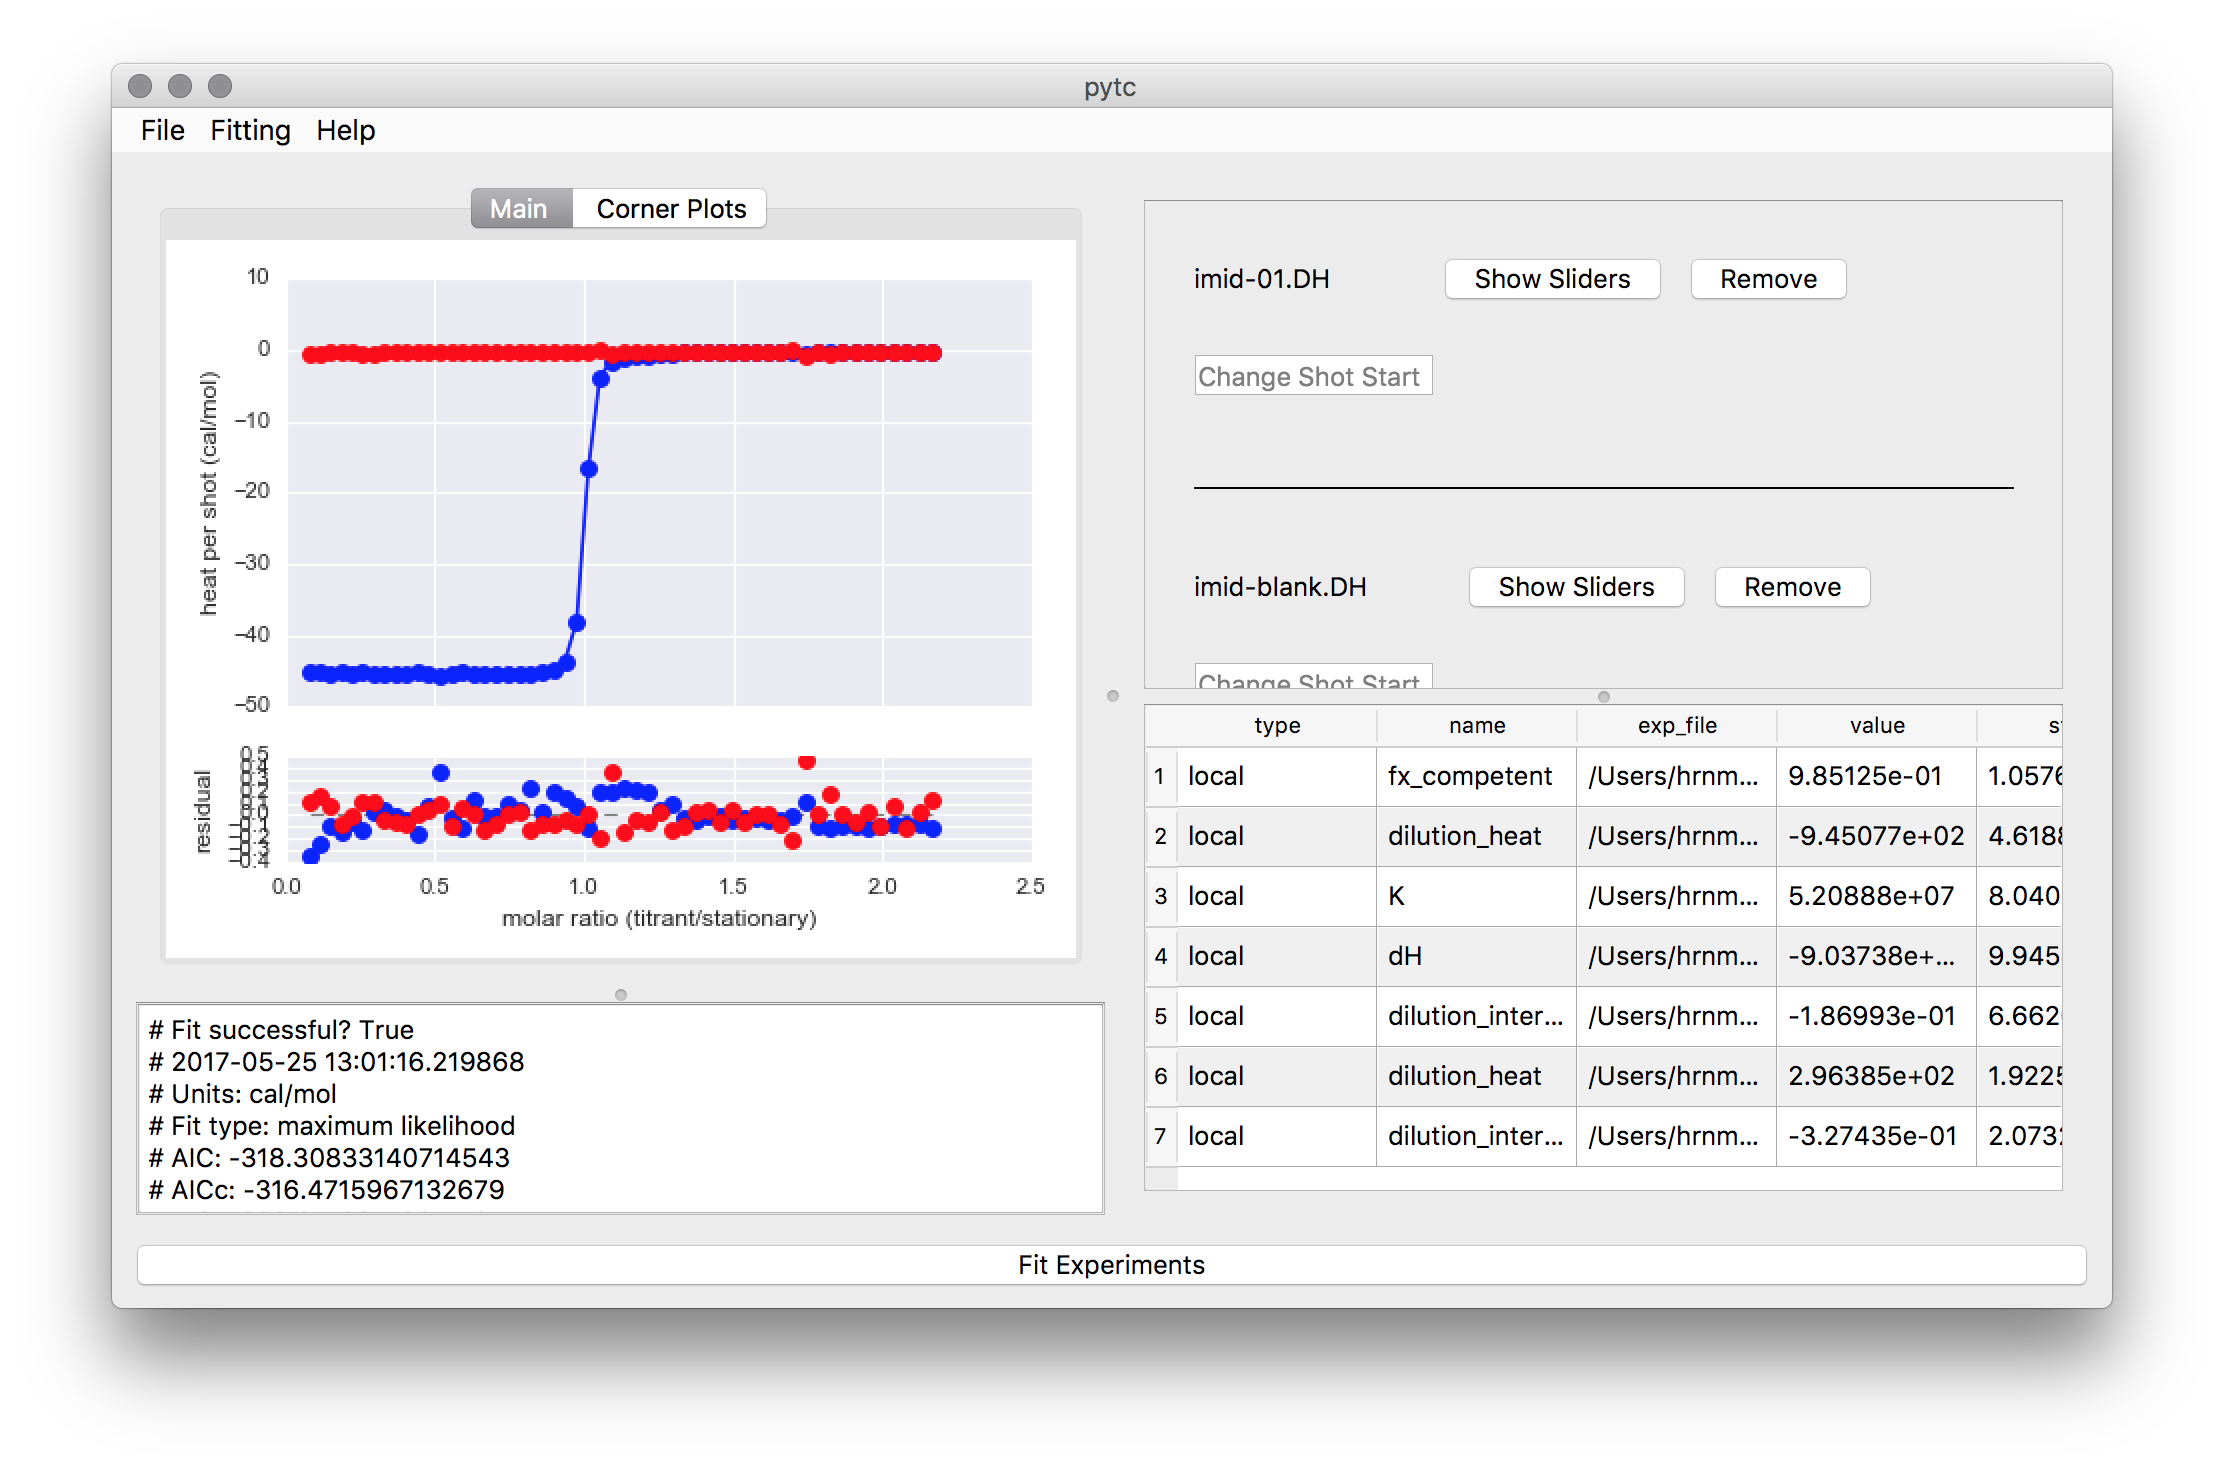 pytc
File Fitting Help
Main Corner Plots
10
0
−10
−20
−30
−40
−50
heat per shot (cal/mol)
0.5
0.4
0.3
0.2
0.1
0.0
−0.1
−0.2
−0.3
−0.4
residual
0.0 0.5 1.0 1.5 2.0 2.5
molar ratio (titrant/stationary)
# Fit successful? True
# 2017-05-25 13:01:16.219868
# Units: cal/mol
# Fit type: maximum likelihood
# AIC: -318.30833140714543
# AICc: -316.4715967132679
imid-01.DH Show Sliders Remove
Change Shot Start
imid-blank.DH Show Sliders Remove
Change Shot Start
type name exp_file value
1 local fx_competent /Users/hrnm... 9.85125e-01 1.0576
2 local dilution_heat /Users/hrnm... -9.45077e+02 4.618
3 local K /Users/hrnm... 5.20888e+07 8.040
4 local dH /Users/hrnm... -9.03738e+... 9.945
5 local dilution_inter... /Users/hrnm... -1.86993e-01 6.662
6 local dilution_heat /Users/hrnm... 2.96385e+02 1.9225
7 local dilution_inter... /Users/hrnm... -3.27435e-01 2.073
Fit Experiments